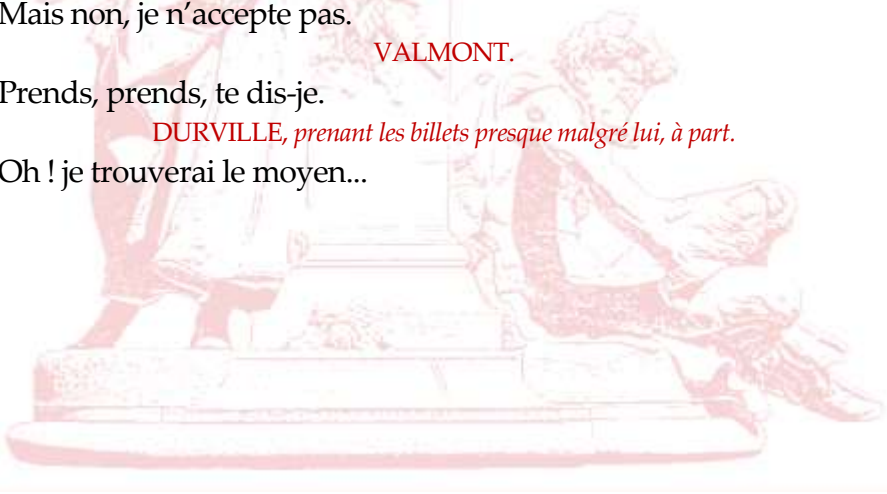 Mais non, je n’accepte pas.
VALMONT.
Prends, prends, te dis-je.
DURVILLE, prenant les billets presque malgré lui, à part.
Oh ! je trouverai le moyen...